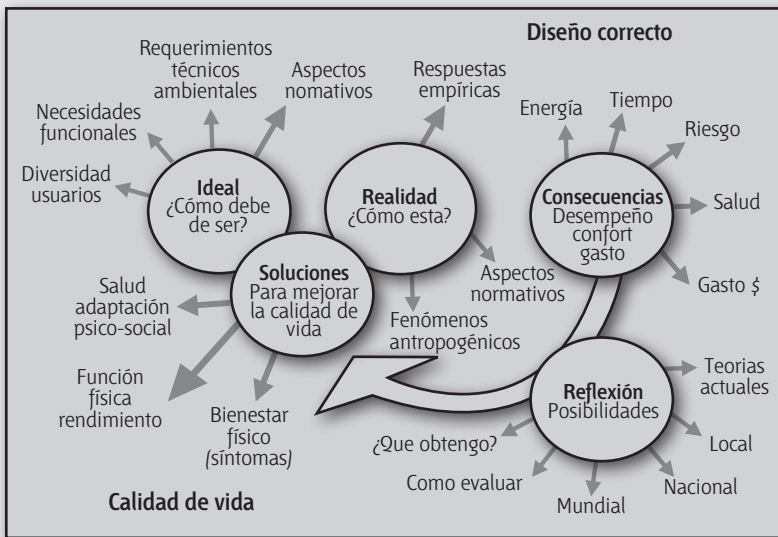 Diseño correcto
Requerimientos
técnicos
ambientales
Aspectos
nomativos
Necesidades
funcionales
Diversidad
usuarios
Ideal
¿Cómo debe
de ser?
Respuestas
empíricas
Realidad
¿Cómo esta?
Aspectos
normativos
Fenómenos
antropogénicos
Soluciones
Para mejorar
la calidad de
vida
Salud
adaptación
psico-social
Función
física
rendimiento
Bienestar
físico
(síntomas)
Energía
Tiempo
Riesgo
Salud
Gasto $
Consecuencias
Desempeño
confort
gasto
Reflexión
Posibilidades
Teorias
actuales
Local
Nacional
Mundial
Como evaluar
¿Que obtengo?
Calidad de vida